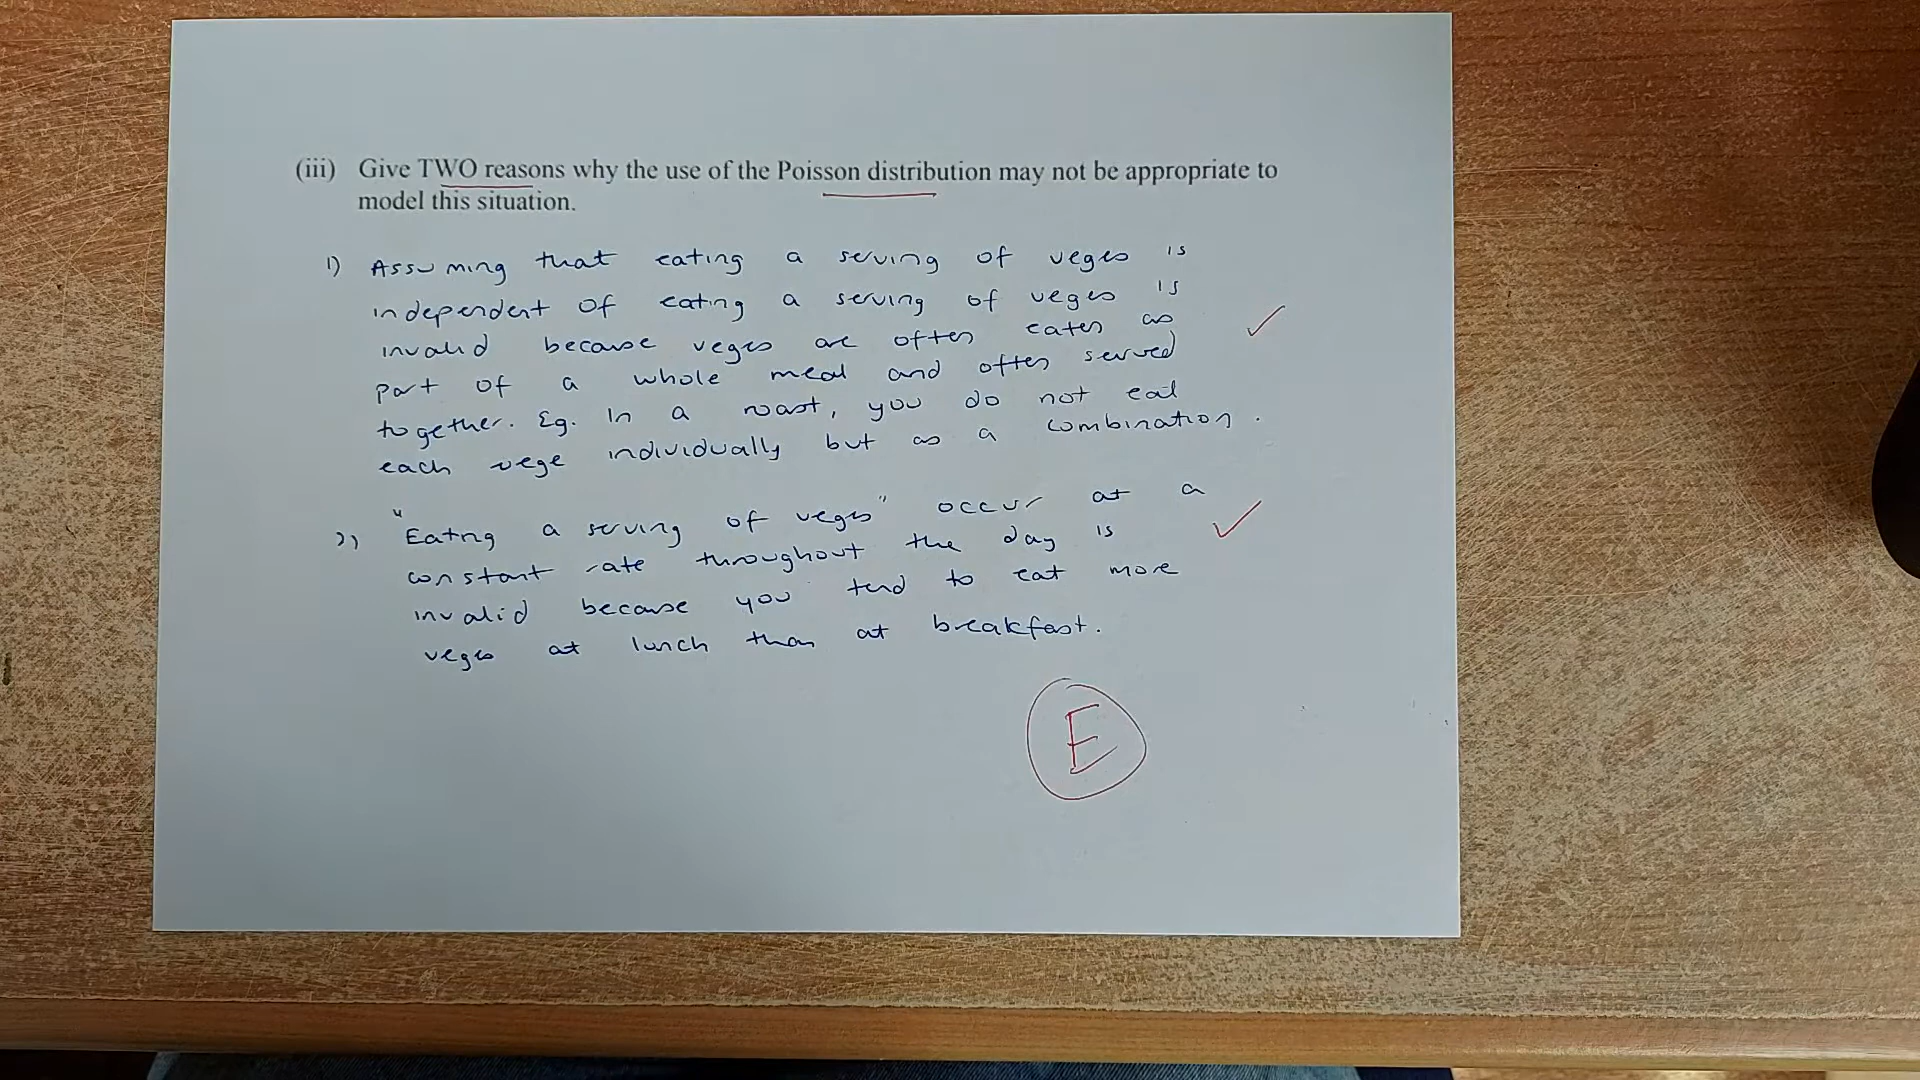 (iii) Give TWO reasons why the use of the Poisson distribution may not be appropriate to
model this situation.
1) Assuming that eating a serving of veges is
independent of eating a serving of veges is
invalid because veges are often eaten as
part of a whole meal and often served
together. Eg. In a roast, you do not eat
each vege individually but as a combination.
2) "Eating a serving of veges" occur at a
constant rate throughout the day is
invalid because you tend to eat more
veges at lunch than at breakfast.
E